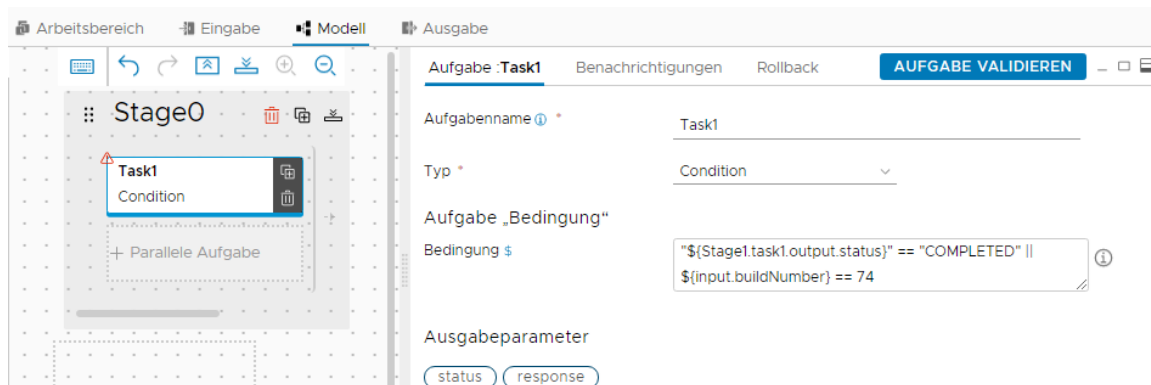 Arbeitsbereich Eingabe Modell Ausgabe
Aufgabe :Task1 Benachrichtigungen Rollback AUFGABE VALIDIEREN
Stage0
Aufgabenname * Task1
Task1
Condition
Typ * Condition
+ Parallele Aufgabe
Aufgabe „Bedingung“
Bedingung $ "${Stage1.task1.output.status}" == "COMPLETED" ||
${input.buildNumber} == 74
Ausgabeparameter
status response